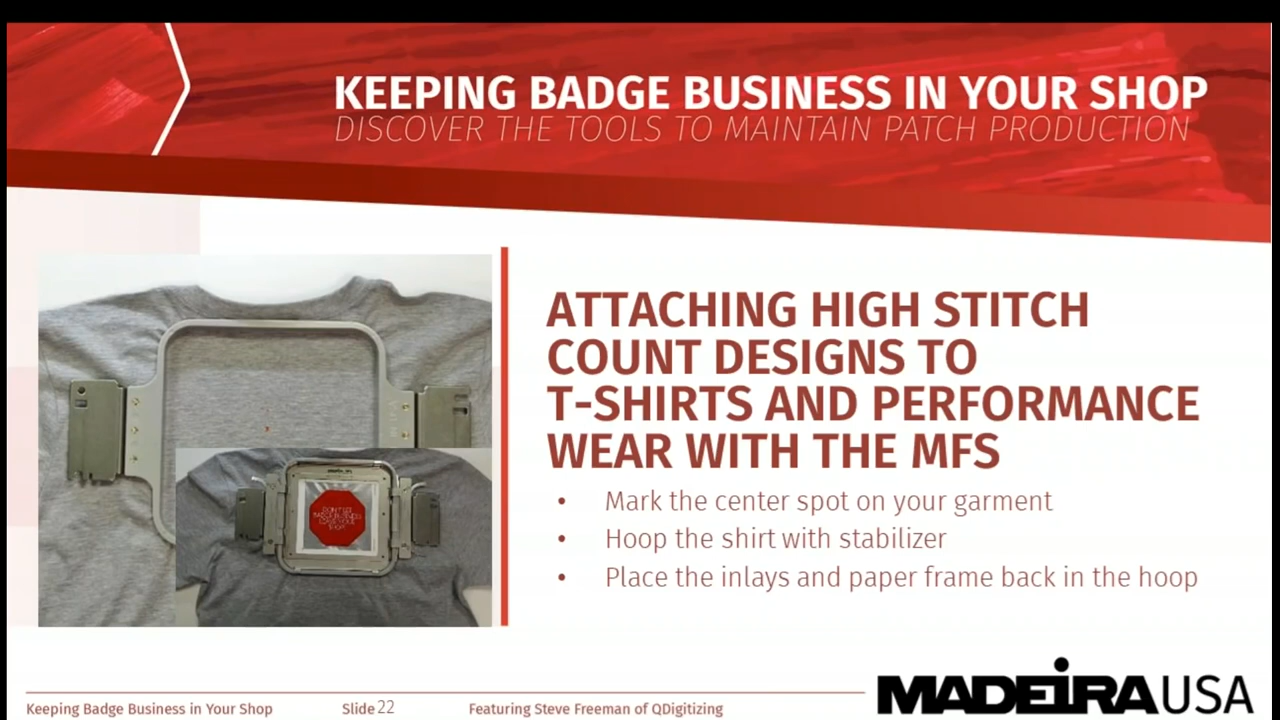 KEEPING BADGE BUSINESS IN YOUR SHOP
DISCOVER THE TOOLS TO MAINTAIN PATCH PRODUCTION
ATTACHING HIGH STITCH
COUNT DESIGNS TO
T-SHIRTS AND PERFORMANCE
WEAR WITH THE MFS
• Mark the center spot on your garment
• Hoop the shirt with stabilizer
• Place the inlays and paper frame back in the hoop
Keeping Badge Business in Your Shop
Slide 22
Featuring Steve Freeman of QDigitizing
MADEIRA USA